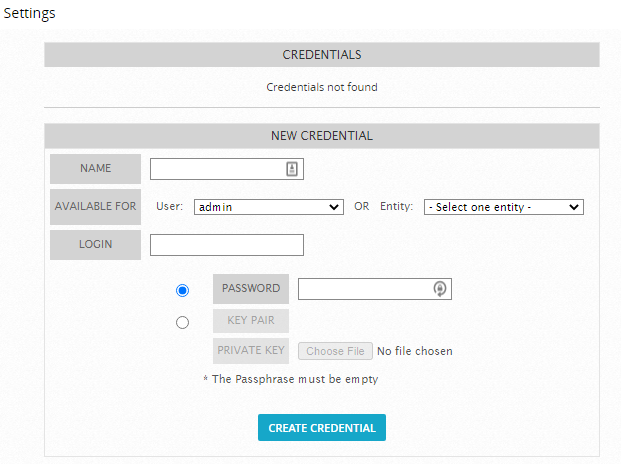 Settings
CREDENTIALS
Credentials not found
NEW CREDENTIAL
NAME
AVAILABLE FOR User: admin OR Entity: - Select one entity -
LOGIN
PASSWORD
KEY PAIR
PRIVATE KEY Choose File No file chosen
* The Passphrase must be empty
CREATE CREDENTIAL